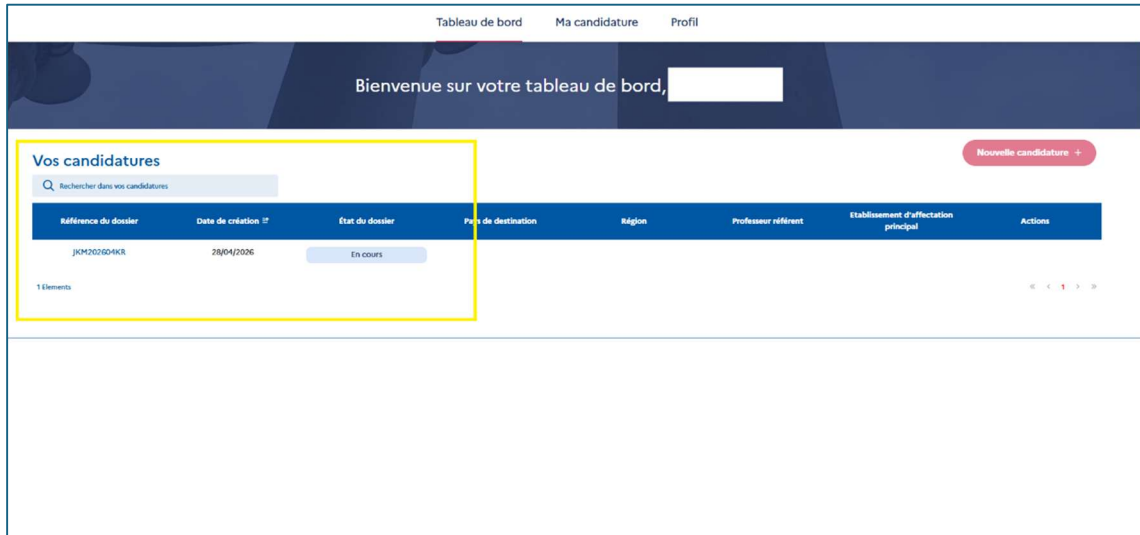 Tableau de bord Ma candidature Profil
Bienvenue sur votre tableau de bord,
Nouvelle candidature +
Vos candidatures
Rechercher dans vos candidatures
Référence du dossier Date de création État du dossier Pays de destination Région Professeur référent Etablissement d'affectation principal Actions
JKM202604KR 28/04/2026 En cours
1 Elements « < 1 > »